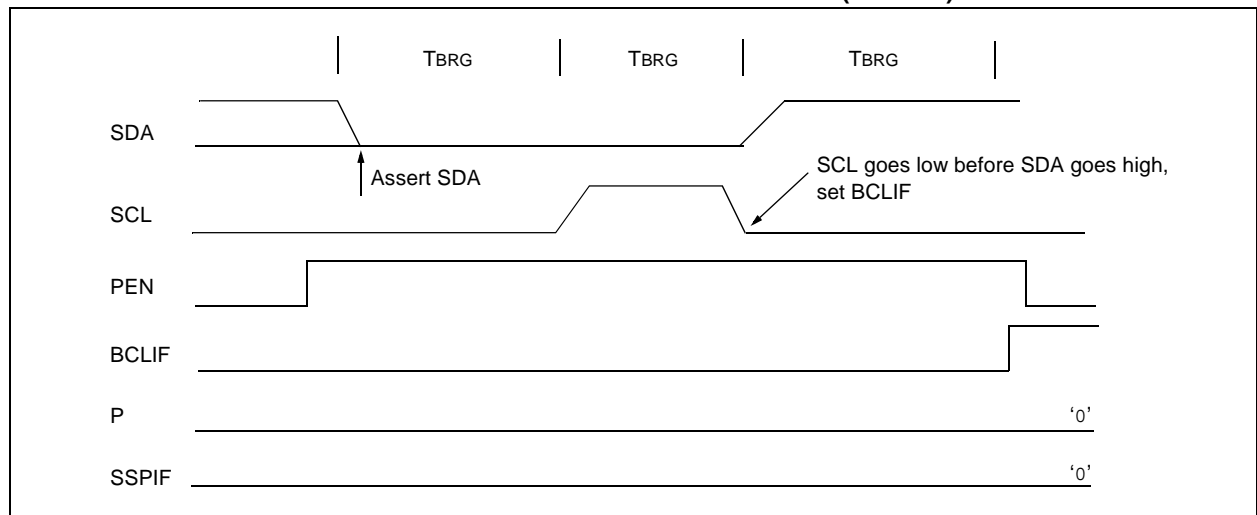 TBRG TBRG TBRG
SDA
Assert SDA
SCL goes low before SDA goes high,
set BCLIF
SCL
PEN
BCLIF
P
‘0’
SSPIF
‘0’